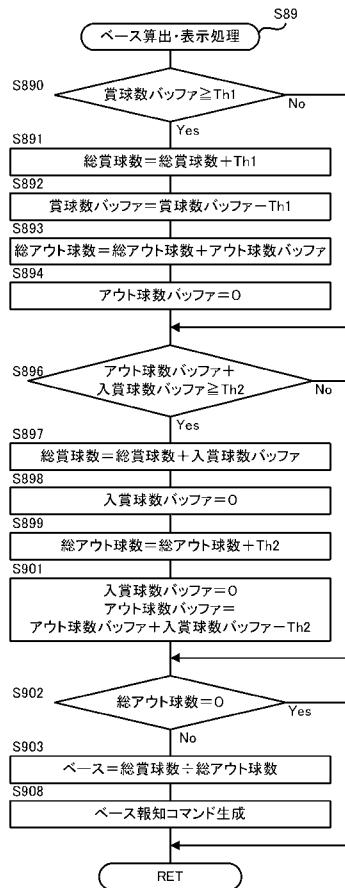 S89
ベース算出・表示処理
S890
賞球数バッファ≧Th1
No
Yes
S891
総賞球数=総賞球数+Th1
S892
賞球数バッファ=賞球数バッファーTh1
S893
総アウト球数=総アウト球数+アウト球数バッファ
S894
アウト球数バッファ=0
S896
アウト球数バッファ+
入賞球数バッファ≧Th2
No
Yes
S897
総賞球数=総賞球数+入賞球数バッファ
S898
入賞球数バッファ=0
S899
総アウト球数=総アウト球数+Th2
S901
入賞球数バッファ=0
アウト球数バッファ=
アウト球数バッファ+入賞球数バッファーTh2
S902
総アウト球数=0
Yes
No
S903
ベース=総賞球数÷総アウト球数
S908
ベース報知コマンド生成
RET